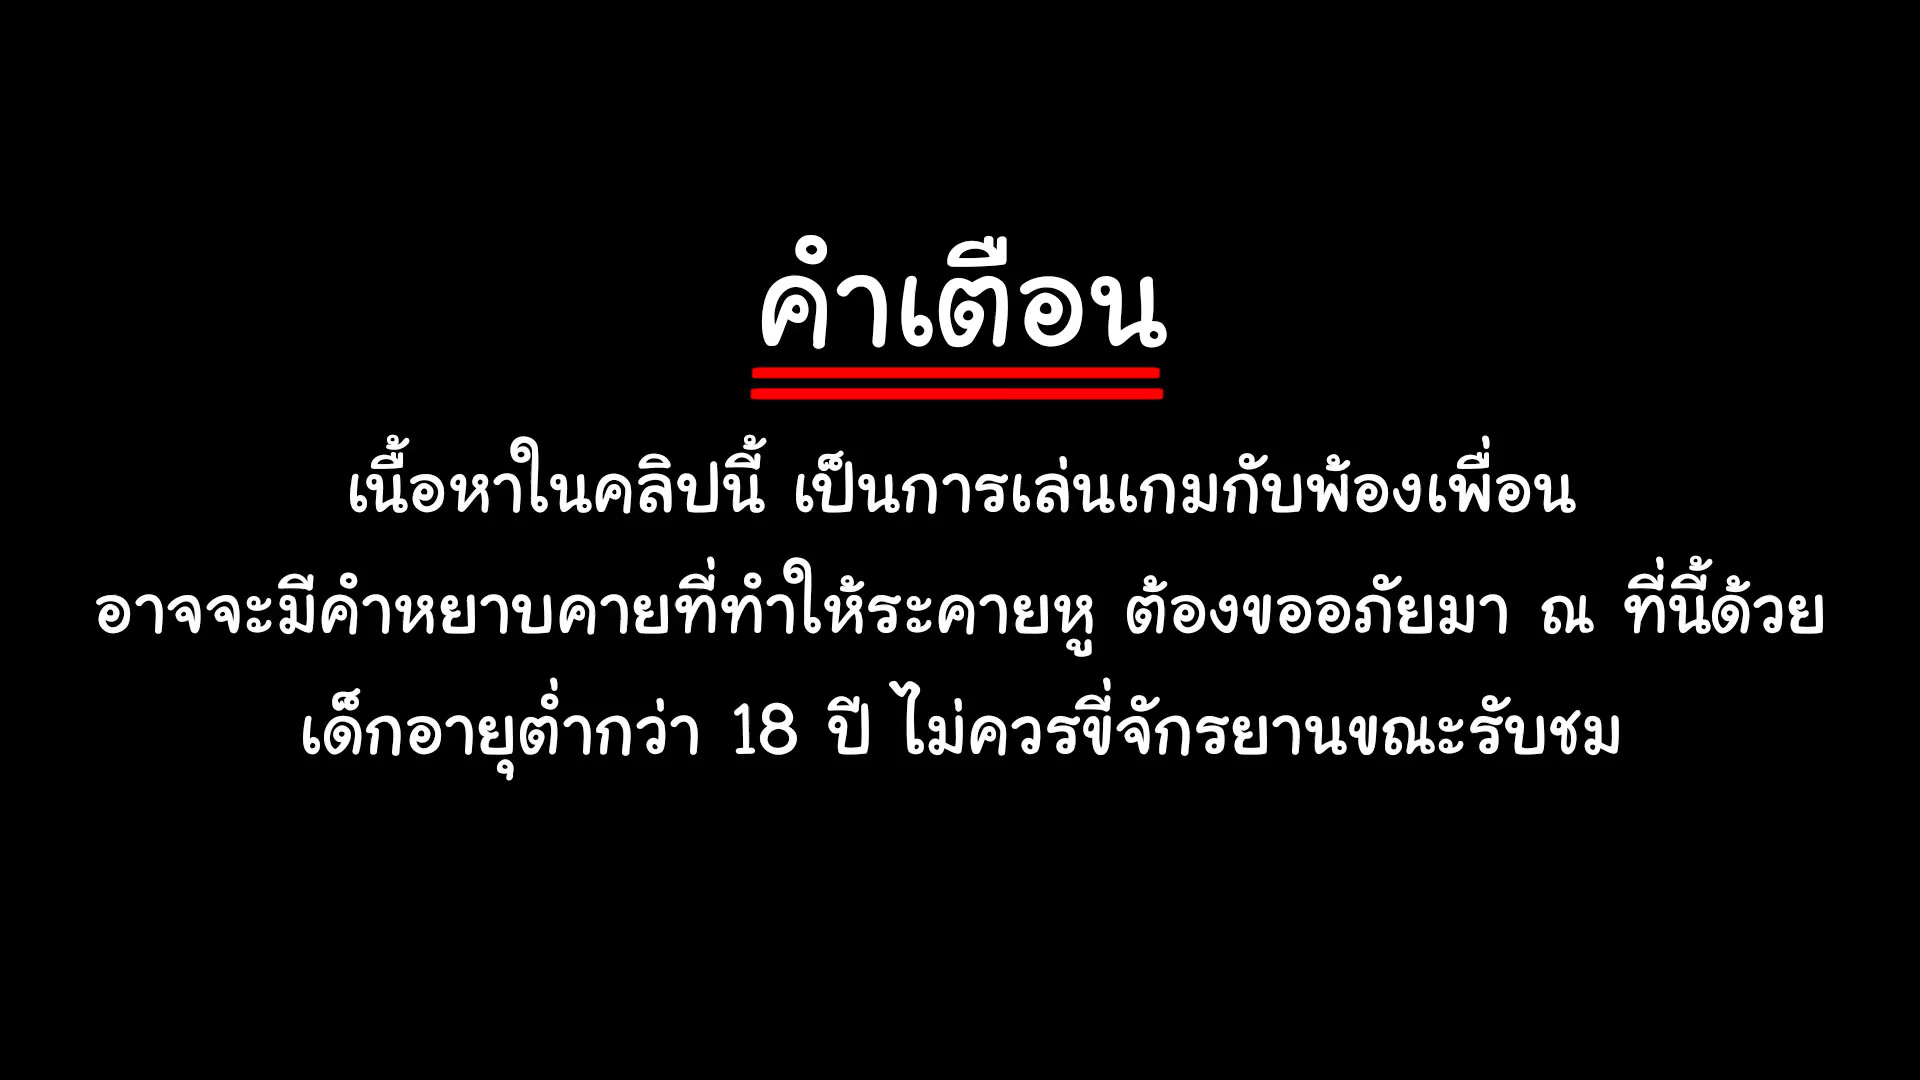 คำเตือน
เนื้อหาในคลิปนี้ เป็นการเล่นเกมกับพ้องเพื่อน
อาจจะมีคำหยาบคายที่ทำให้ระคายหู ต้องขออภัยมา ณ ที่นี้ด้วย
เด็กอายุต่ำกว่า 18 ปี ไม่ควรขี่จักรยานขณะรับชม